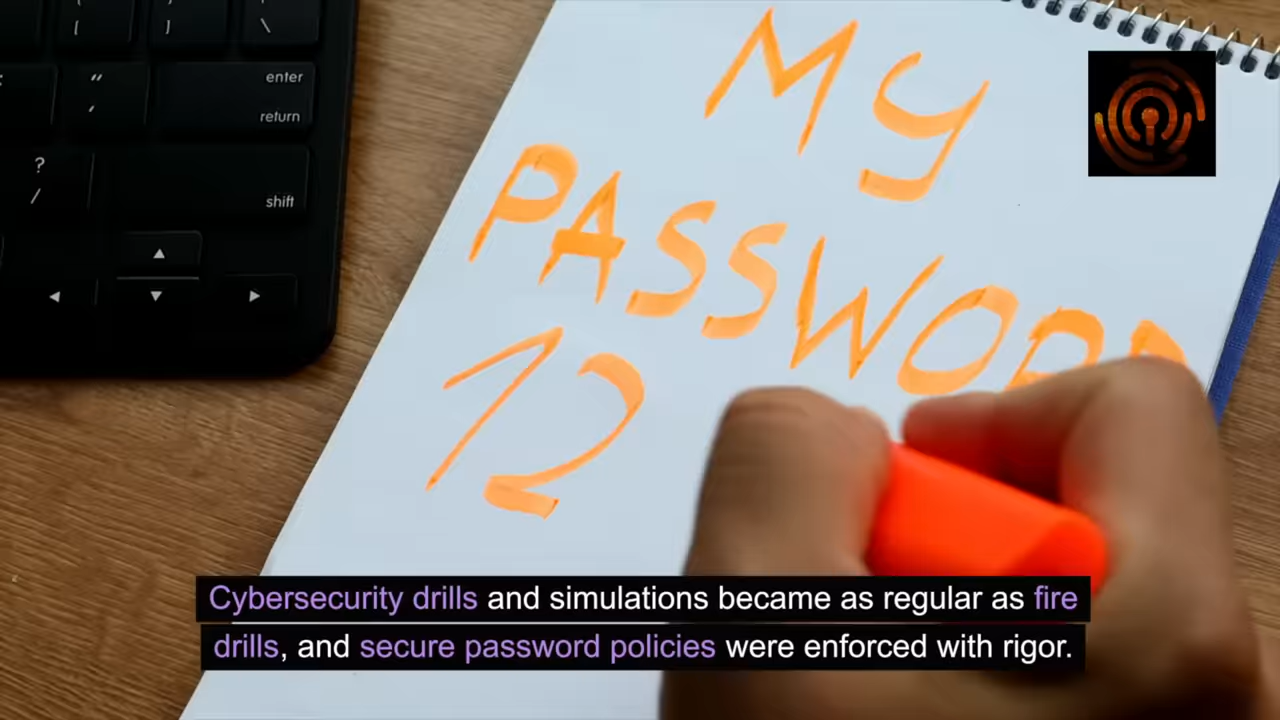 [ ] \
" enter
' return
?
/ shift
MY
PASSWORD
12
Cybersecurity drills and simulations became as regular as fire
drills, and secure password policies were enforced with rigor.